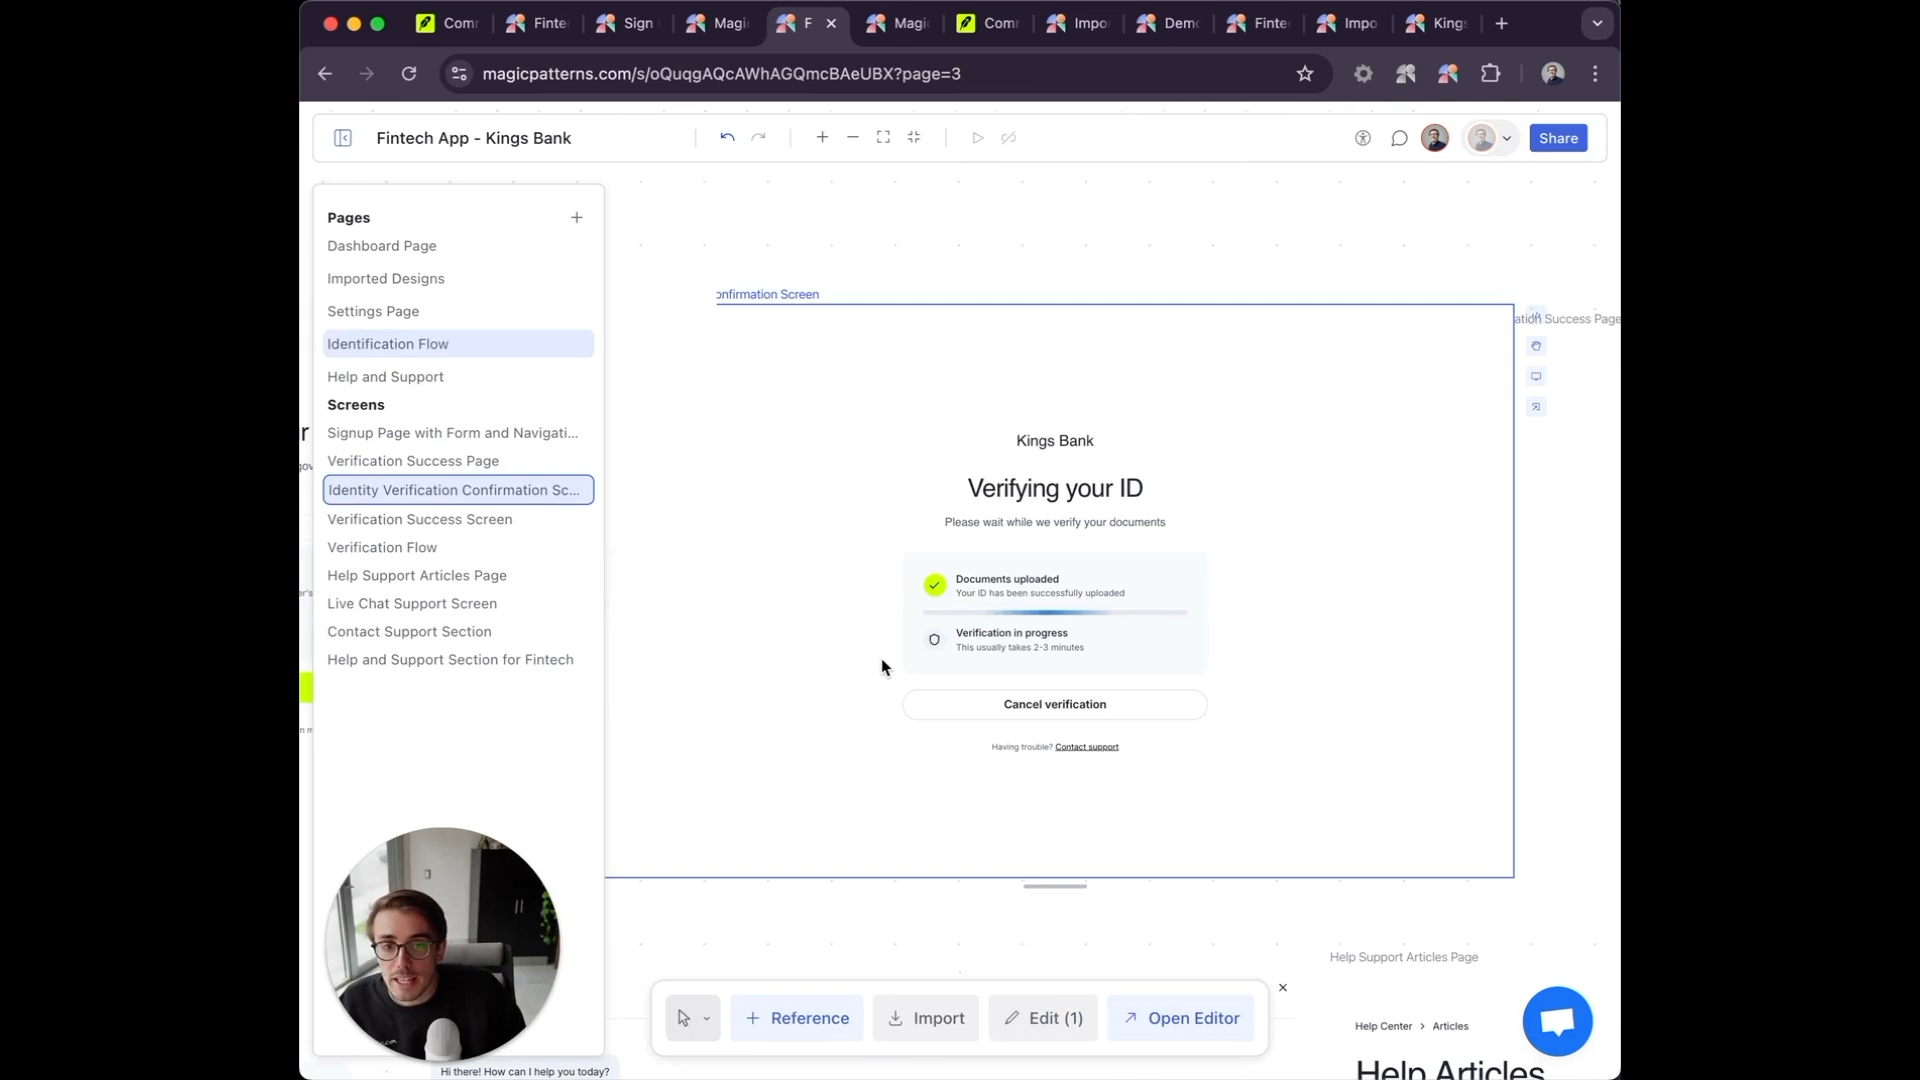 Comr
Finte
Sign
Magi
F
Magi
Comr
Impo
Demo
Finte
Impo
Kings
magicpatterns.com/s/oQuqgAQcAWhAGQmcBAeUBX?page=3
Fintech App - Kings Bank
Share
Pages
Dashboard Page
Imported Designs
Settings Page
Identification Flow
Help and Support
Screens
Signup Page with Form and Navigati...
Verification Success Page
Identity Verification Confirmation Sc...
Verification Success Screen
Verification Flow
Help Support Articles Page
Live Chat Support Screen
Contact Support Section
Help and Support Section for Fintech
onfirmation Screen
ation Success Page
Kings Bank
Verifying your ID
Please wait while we verify your documents
Documents uploaded
Your ID has been successfully uploaded
Verification in progress
This usually takes 2-3 minutes
Cancel verification
Having trouble? Contact support
Help Support Articles Page
Reference
Import
Edit (1)
Open Editor
Help Center > Articles
Help Articles
Hi there! How can I help you today?